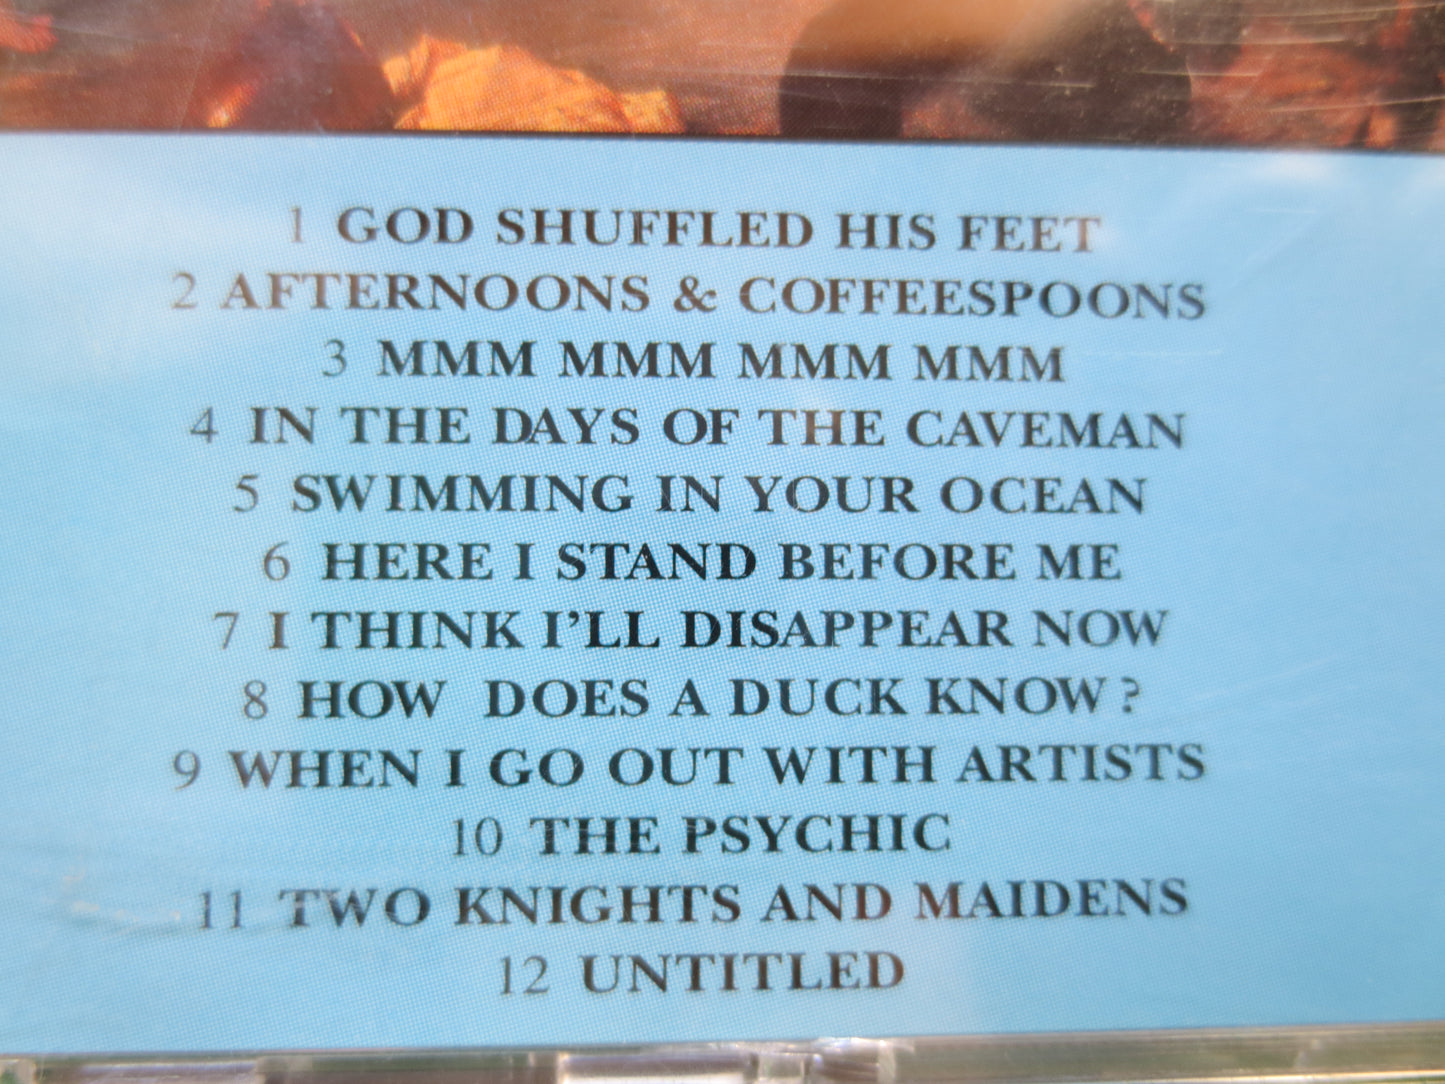 1 GOD SHUFFLED HIS FEET
2 AFTERNOONS & COFFEESPOONS
3 MMM MMM MMM MMM
4 IN THE DAYS OF THE CAVEMAN
5 SWIMMING IN YOUR OCEAN
6 HERE I STAND BEFORE ME
7 I THINK I'LL DISAPPEAR NOW
8 HOW DOES A DUCK KNOW?
9 WHEN I GO OUT WITH ARTISTS
10 THE PSYCHIC
11 TWO KNIGHTS AND MAIDENS
12 UNTITLED